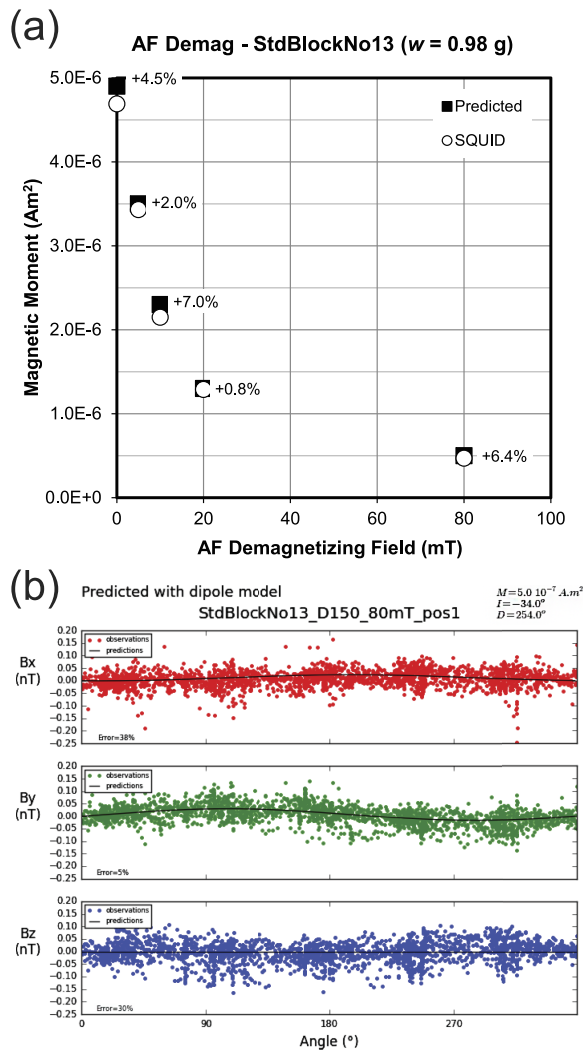 (a)
AF Demag - StdBlockNo13 (w = 0.98 g)
5.0E-6
4.0E-6
3.0E-6
2.0E-6
1.0E-6
0.0E+0
Magnetic Moment (Am²)
+4.5%
+2.0%
+7.0%
+0.8%
+6.4%
Predicted
SQUID
0
20
40
60
80
100
AF Demagnetizing Field (mT)
(b)
Predicted with dipole model
M=5.0 10⁻⁷ A.m²
I=−34.0°
D=254.0°
StdBlockNo13_D150_80mT_pos1
Bx
(nT)
0.20
0.15
0.10
0.05
0.00
−0.05
−0.10
−0.15
−0.20
−0.25
observations
predictions
Error=38%
By
(nT)
0.20
0.15
0.10
0.05
0.00
−0.05
−0.10
−0.15
−0.20
−0.25
observations
predictions
Error=5%
Bz
(nT)
0.20
0.15
0.10
0.05
0.00
−0.05
−0.10
−0.15
−0.20
−0.25
observations
predictions
Error=30%
0
90
180
270
Angle (°)